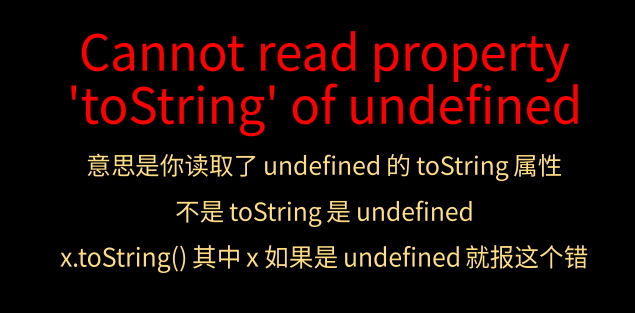 Cannot read property
'toString' of undefined
意思是你读取了 undefined 的 toString 属性
不是 toString 是 undefined
x.toString() 其中 x 如果是 undefined 就报这个错